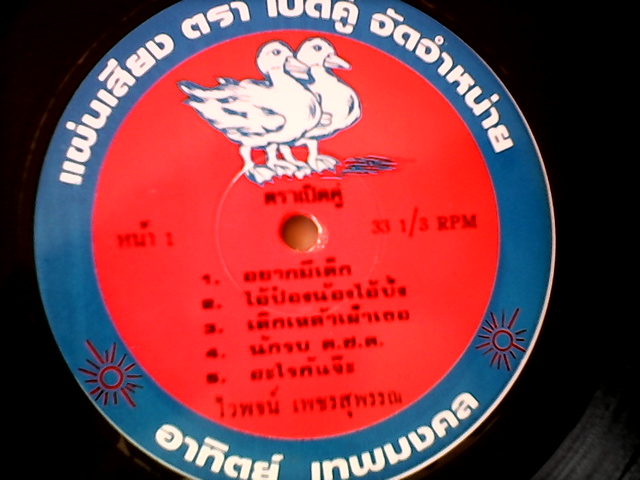 แผ่นเสียง ตรา เป็ดคู่ จัดจำหน่าย
ตราเป็ดคู่
หน้า 1
33 1/3 RPM
๑. อยากมีเด็ก
๒. ไอ้ป๋องน้องไอ้ปั้ง
๓. เลิกเหล้าเผ้าเธอ
๔. นักรบ ต.ช.ด.
๕. อะไรกันจ๊ะ
ไวพจน์ เพชรสุพรรณ
อาทิตย์ เทพมงคล